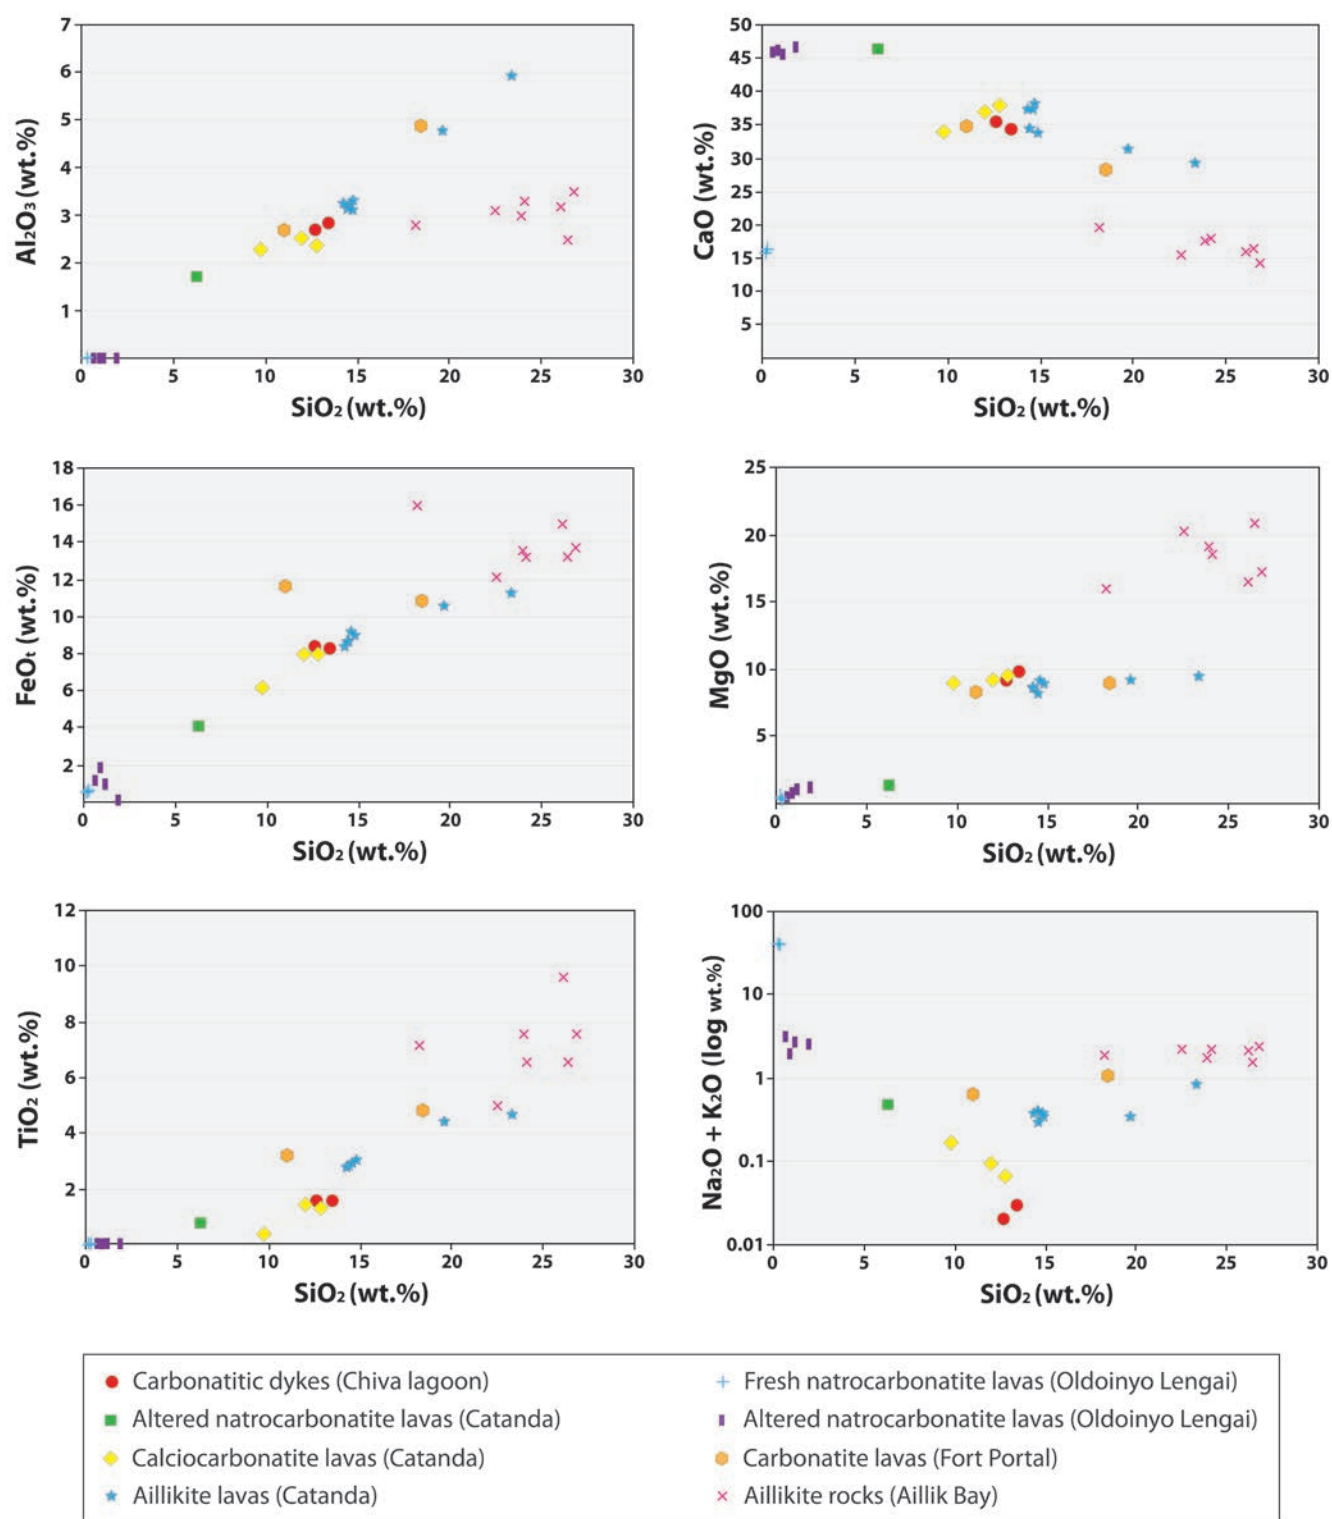 7
6
5
4
3
2
1
0 5 10 15 20 25 30
Al₂O₃ (wt.%)
SiO₂ (wt.%)
50
45
40
35
30
25
20
15
10
5
0 5 10 15 20 25 30
CaO (wt.%)
SiO₂ (wt.%)
18
16
14
12
10
8
6
4
2
0 5 10 15 20 25 30
FeOₜ (wt.%)
SiO₂ (wt.%)
25
20
15
10
5
0 5 10 15 20 25 30
MgO (wt.%)
SiO₂ (wt.%)
12
10
8
6
4
2
0 5 10 15 20 25 30
TiO₂ (wt.%)
SiO₂ (wt.%)
100
10
1
0.1
0.01
0 5 10 15 20 25 30
Na₂O + K₂O (log wt.%)
SiO₂ (wt.%)
Carbonatitic dykes (Chiva lagoon)
Altered natrocarbonatite lavas (Catanda)
Calciocarbonatite lavas (Catanda)
Aillikite lavas (Catanda)
Fresh natrocarbonatite lavas (Oldoinyo Lengai)
Altered natrocarbonatite lavas (Oldoinyo Lengai)
Carbonatite lavas (Fort Portal)
Aillikite rocks (Aillik Bay)